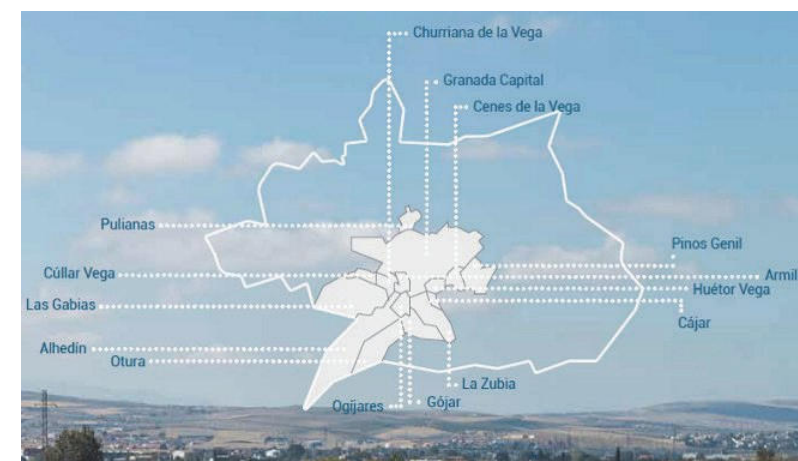 Churriana de la Vega
Granada Capital
Cenes de la Vega
Pulianas
Pinos Genil
Cúllar Vega
Armil
Huétor Vega
Las Gabias
Cájar
Alhedín
Otura
La Zubia
Ogíjares
Gójar